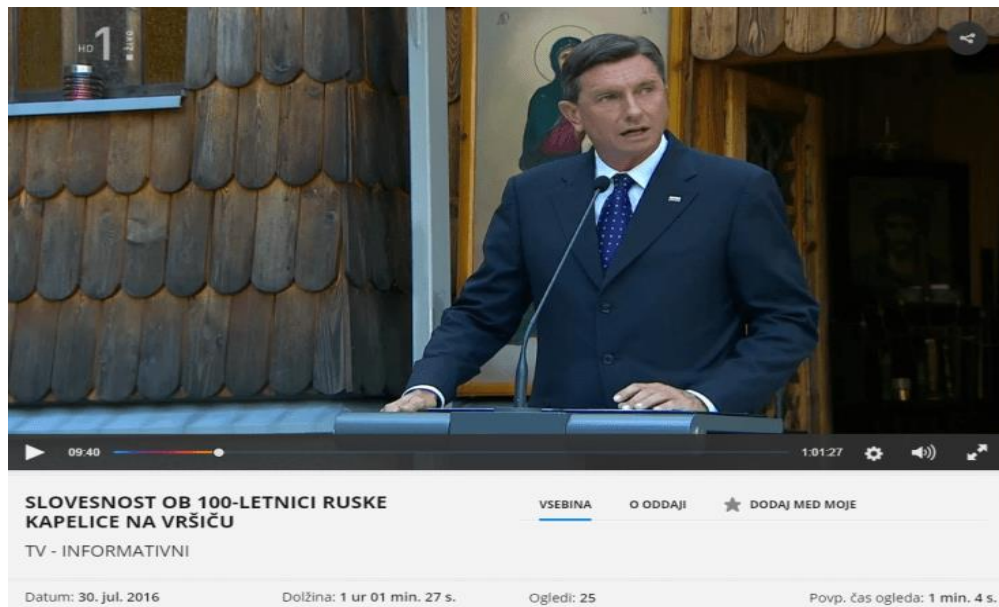 HD 1 ŽIVO
09:40
1:01:27
SLOVESNOST OB 100-LETNICI RUSKE
KAPELICE NA VRŠIČU
VSEBINA O ODDAJI DODAJ MED MOJE
TV - INFORMATIVNI
Datum: 30. jul. 2016 Dolžina: 1 ur 01 min. 27 s. Ogledi: 25 Povp. čas ogleda: 1 min. 4 s.